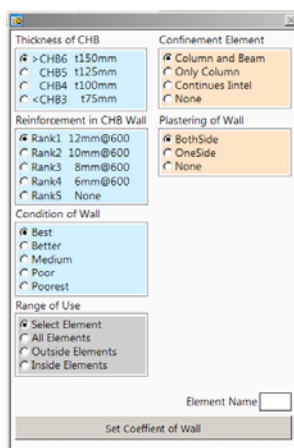 Thickness of CHB
>CHB6 t150mm
CHB5 t125mm
CHB4 t100mm
<CHB3 t75mm
Reinforcement in CHB Wall
Rank1 12mm@600
Rank2 10mm@600
Rank3 8mm@600
Rank4 6mm@600
Rank5 None
Condition of Wall
Best
Better
Medium
Poor
Poorest
Range of Use
Select Element
All Elements
Outside Elements
Inside Elements
Confinement Element
Column and Beam
Only Column
Continues lintel
None
Plastering of Wall
BothSide
OneSide
None
Element Name
Set Coeffient of Wall